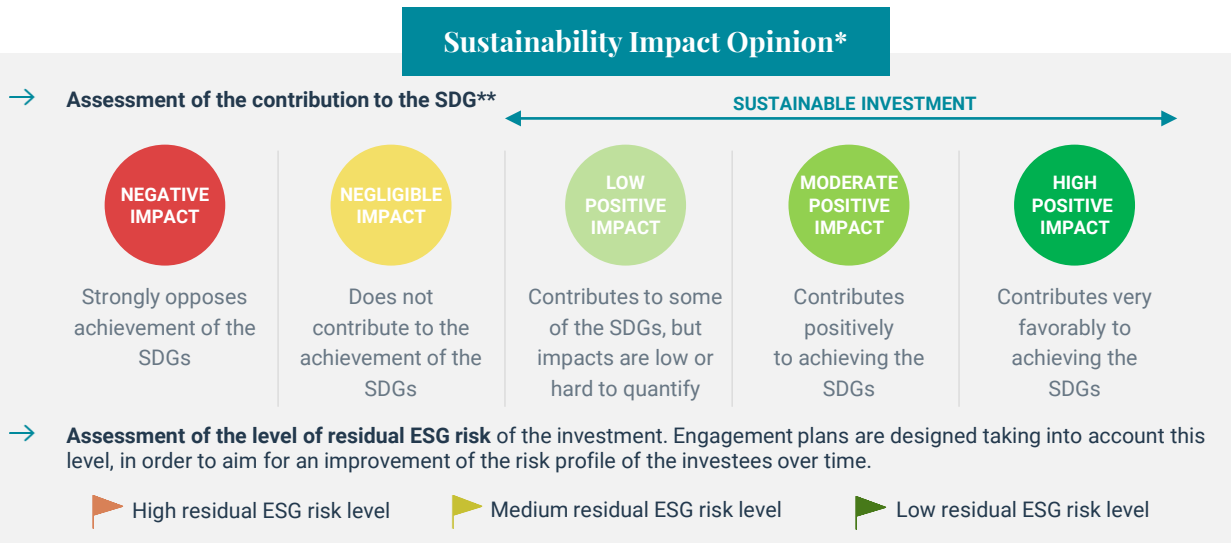 Sustainability Impact Opinion*
Assessment of the contribution to the SDG**
SUSTAINABLE INVESTMENT
NEGATIVE
IMPACT
NEGLIGIBLE
IMPACT
LOW
POSITIVE
IMPACT
MODERATE
POSITIVE
IMPACT
HIGH
POSITIVE
IMPACT
Strongly opposes
achievement of the
SDGs
Does not
contribute to the
achievement of the
SDGs
Contributes to some
of the SDGs, but
impacts are low or
hard to quantify
Contributes
positively
to achieving the
SDGs
Contributes very
favorably to
achieving the
SDGs
Assessment of the level of residual ESG risk of the investment. Engagement plans are designed taking into account this
level, in order to aim for an improvement of the risk profile of the investees over time.
High residual ESG risk level
Medium residual ESG risk level
Low residual ESG risk level